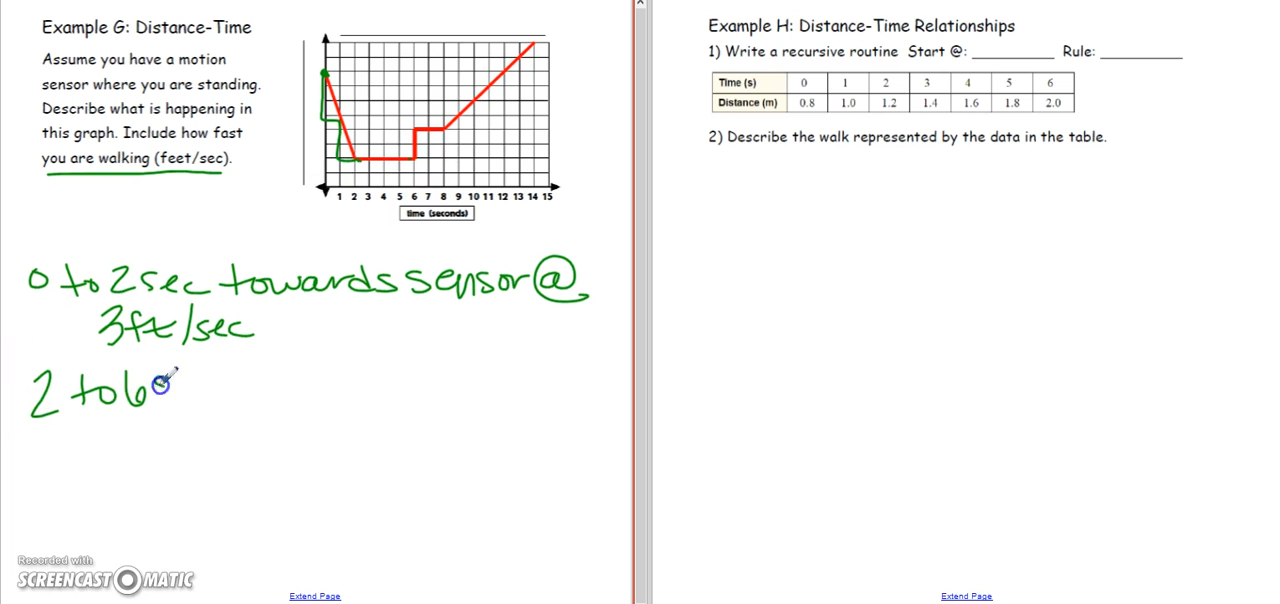 Example G: Distance-Time
Assume you have a motion
sensor where you are standing.
Describe what is happening in
this graph. Include how fast
you are walking (feet/sec).
1 2 3 4 5 6 7 8 9 10 11 12 13 14 15
time (seconds)
0 to 2 sec towards sensor @
3ft/sec
2 to 6
Recorded with
SCREENCAST O MATIC
Extend Page
Example H: Distance-Time Relationships
1) Write a recursive routine Start @: __________ Rule: __________
Time (s) 0 1 2 3 4 5 6
Distance (m) 0.8 1.0 1.2 1.4 1.6 1.8 2.0
2) Describe the walk represented by the data in the table.
Extend Page